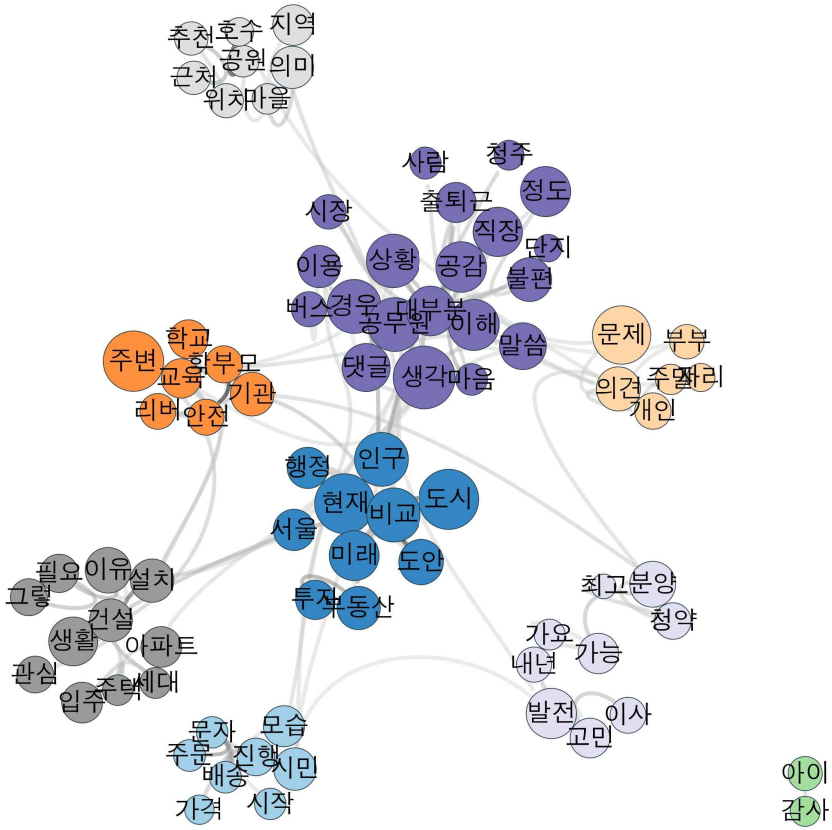 추천
호수
지역
공원
의미
근처
위치
마을
사람
청주
정도
출퇴근
시장
직장
단지
상황
공감
이용
불편
버스
경우
대부분
공무원
이해
말씀
댓글
생각
마음
학교
주변
학부모
교육
기관
리버
안전
문제
부부
의견
주말
자리
개인
인구
행정
현재
비교
도시
서울
미래
도안
투자
부동산
필요
이유
설치
그렇
건설
생활
아파트
관심
세대
주택
입주
최고
분양
청약
가요
가능
내년
발전
이사
고민
문자
모습
주문
진행
시민
배송
가격
시작
아이
감사